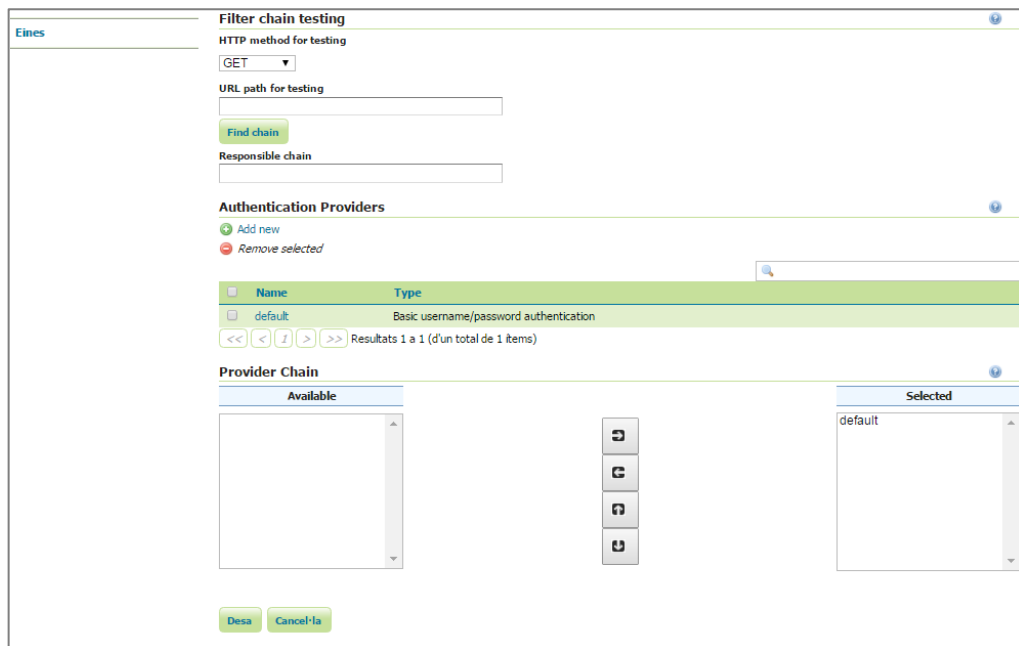 Eines
Filter chain testing
HTTP method for testing
GET
URL path for testing
Find chain
Responsible chain
Authentication Providers
Add new
Remove selected
Name Type
default Basic username/password authentication
<< < 1 > >> Resultats 1 a 1 (d'un total de 1 ítems)
Provider Chain
Available Selected
default
Desa Cancel·la